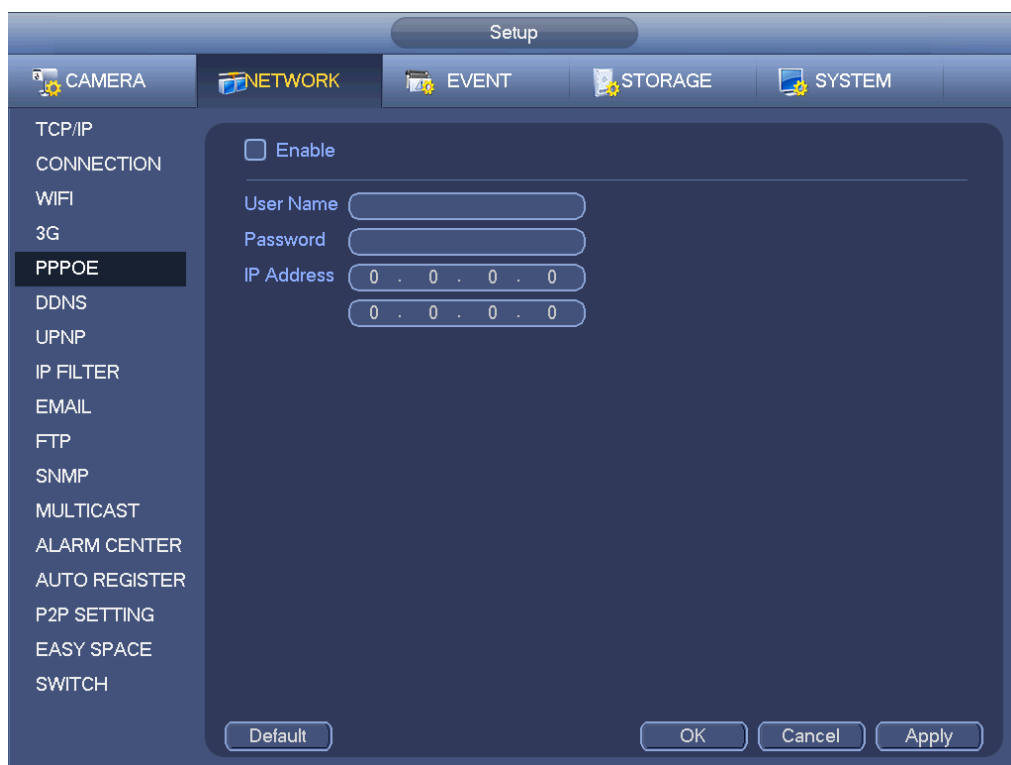 Setup
CAMERA NETWORK EVENT STORAGE SYSTEM
TCP/IP
CONNECTION
WIFI
3G
PPPOE
DDNS
UPNP
IP FILTER
EMAIL
FTP
SNMP
MULTICAST
ALARM CENTER
AUTO REGISTER
P2P SETTING
EASY SPACE
SWITCH
Enable
User Name
Password
IP Address 0 . 0 . 0 . 0
0 . 0 . 0 . 0
Default OK Cancel Apply